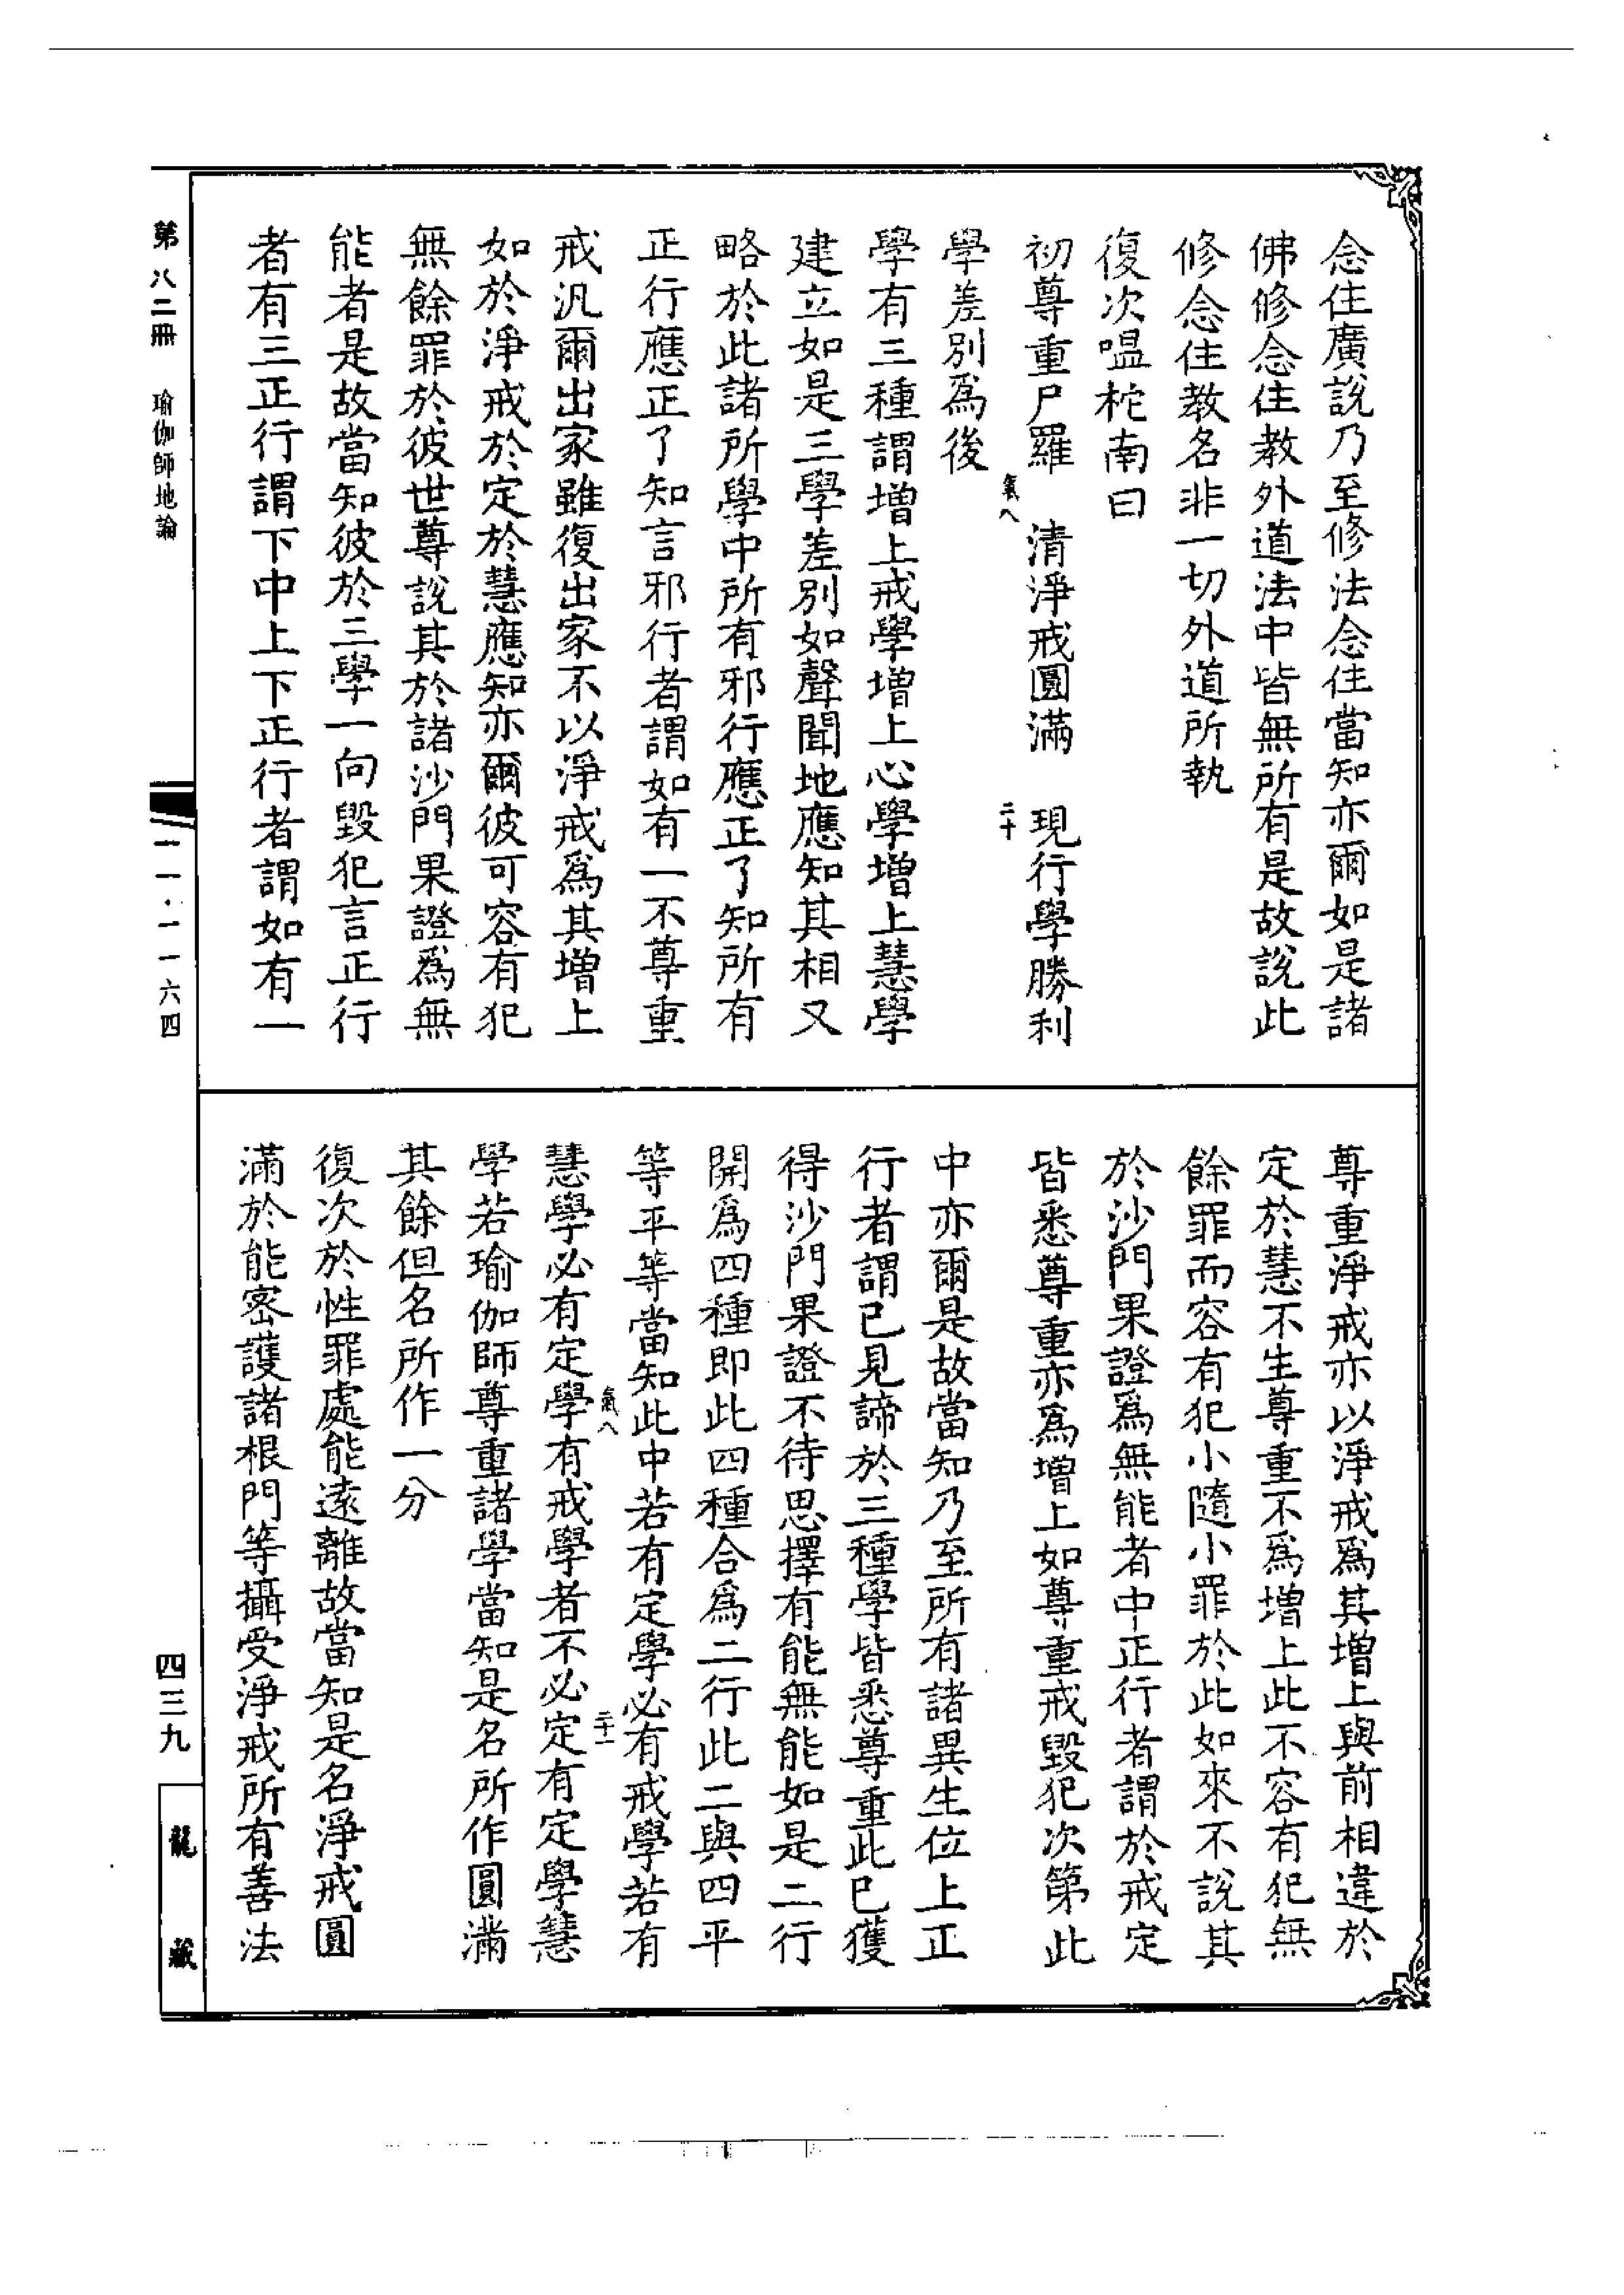 念住廣說乃至修法念住當知亦爾如是諸
佛修念住教外道法中皆無所有是故說此
修念住教名非一切外道所執
復次嗢柁南曰
初尊重尸羅　清淨戒圓滿　現行學勝利
氣八　二十
學差別爲後
學有三種謂增上戒學增上心學增上慧學
建立如是三學差別如聲聞地應知其相又
略於此諸所學中所有邪行應正了知所有
正行應正了知言邪行者謂如有一不尊重
戒汎爾出家雖復出家不以淨戒爲其增上
如於淨戒於定於慧應知亦爾彼可容有犯
無餘罪於彼世尊說其於諸沙門果證爲無
能者是故當知彼於三學一向毀犯言正行
者有三正行謂下中上下正行者謂如有一
尊重淨戒亦以淨戒爲其增上與前相違於
定於慧不生尊重不爲增上此不容有犯無
餘罪而容有犯小隨小罪於此如來不說其
於沙門果證爲無能者中正行者謂於戒定
皆悉尊重亦爲增上如尊重戒毀犯次第此
中亦爾是故當知乃至所有諸異生位上正
行者謂已見諦於三種學皆悉尊重此已獲
得沙門果證不待思擇有能無能如是二行
開爲四種即此四種合爲二行此二與四平
等平等當知此中若有定學必有戒學若有
氣八　二十一
慧學必有定學有戒學者不必定有定學慧
學若瑜伽師尊重諸學當知是名所作圓滿
其餘但名所作一分
復次於性罪處能遠離故當知是名淨戒圓
滿於能密護諸根門等攝受淨戒所有善法
第八二冊　瑜伽師地論
一一·一一六四
四三九
龍藏